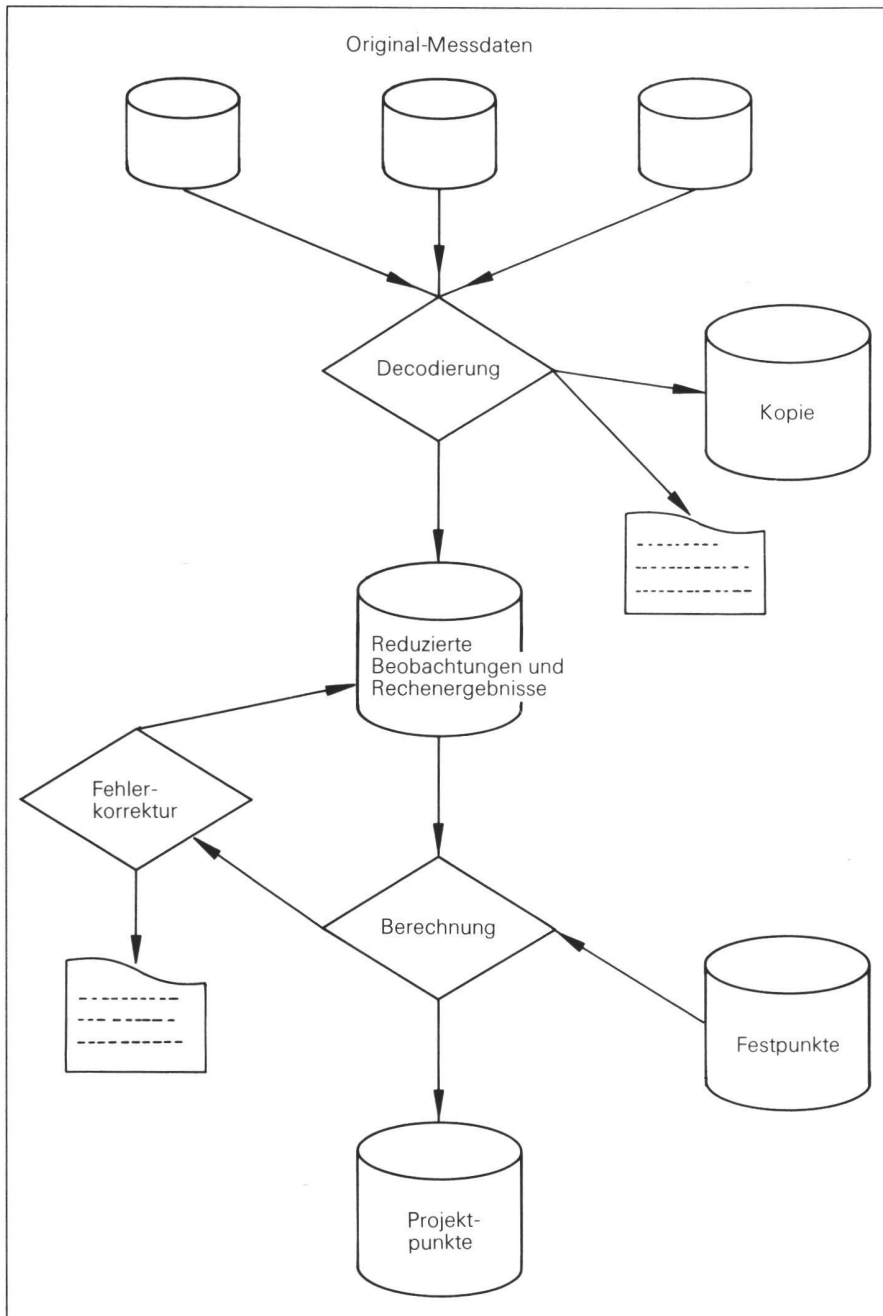 Original-Messdaten
Decodierung
Kopie
Reduzierte
Beobachtungen und
Rechenergebnisse
Fehler-
korrektur
Berechnung
Festpunkte
Projekt-
punkte